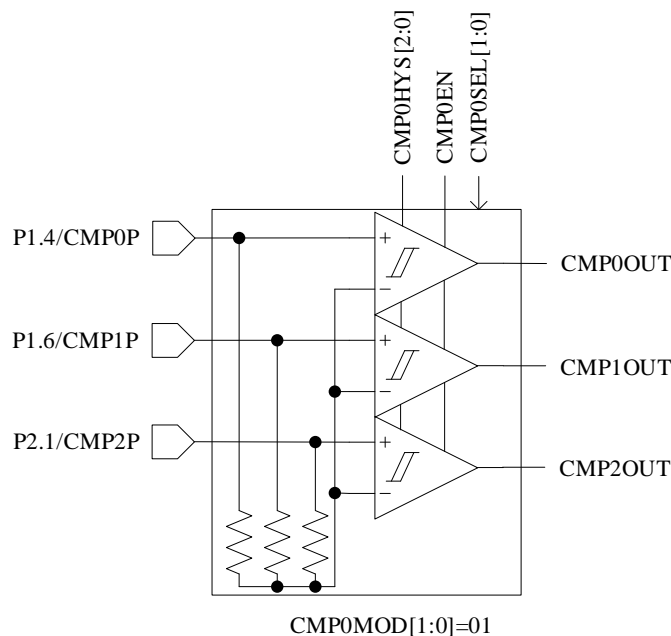 CMP0HYS[2:0]
CMP0EN
CMP0SEL[1:0]
P1.4/CMP0P
+
−
CMP0OUT
P1.6/CMP1P
+
−
CMP1OUT
P2.1/CMP2P
+
−
CMP2OUT
CMP0MOD[1:0]=01